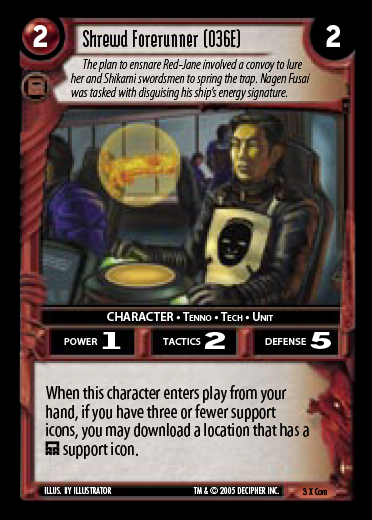 2
Shrewd Forerunner (036E)
2
The plan to ensnare Red-Jane involved a convoy to lure
her and Shikami swordsmen to spring the trap. Nagen Fusai
was tasked with disguising his ship's energy signature.
CHARACTER • TENNO • TECH • UNIT
POWER 1 TACTICS 2 DEFENSE 5
When this character enters play from your
hand, if you have three or fewer support
icons, you may download a location that has a
support icon.
ILLUS. BY ILLUSTRATOR TM & © 2005 DECIPHER INC. 3 X Com